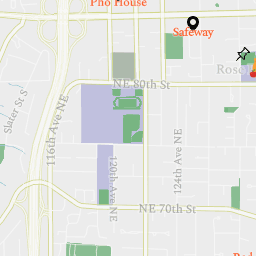 Pho House
Safeway
Rose
NE 80th St
Slater St S
116th Ave NE
120th Ave NE
124th Ave NE
NE 70th St